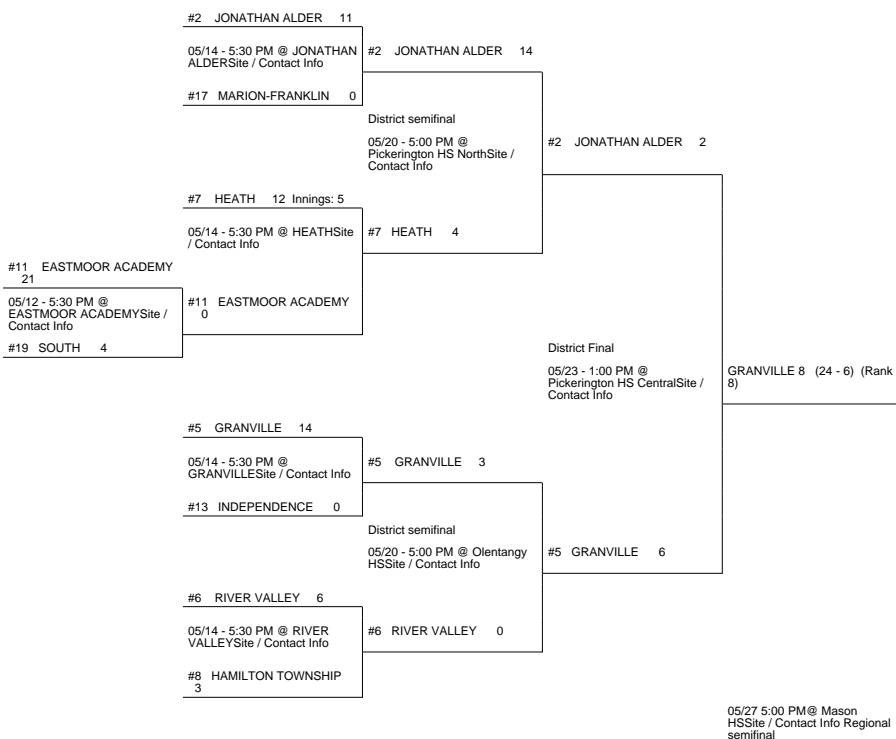 #2 JONATHAN ALDER 11
05/14 - 5:30 PM @ JONATHAN
ALDERSite / Contact Info
#17 MARION-FRANKLIN 0
#2 JONATHAN ALDER 14
District semifinal
05/20 - 5:00 PM @
Pickerington HS NorthSite /
Contact Info
#2 JONATHAN ALDER 2
#7 HEATH 12 Innings: 5
05/14 - 5:30 PM @ HEATHSite
/ Contact Info
#7 HEATH 4
#11 EASTMOOR ACADEMY
21
05/12 - 5:30 PM @
EASTMOOR ACADEMYSite /
Contact Info
#19 SOUTH 4
#11 EASTMOOR ACADEMY
0
District Final
05/23 - 1:00 PM @
Pickerington HS CentralSite /
Contact Info
GRANVILLE 8 (24 - 6) (Rank
8)
#5 GRANVILLE 14
05/14 - 5:30 PM @
GRANVILLESite / Contact Info
#13 INDEPENDENCE 0
#5 GRANVILLE 3
District semifinal
05/20 - 5:00 PM @ Olentangy
HSSite / Contact Info
#5 GRANVILLE 6
#6 RIVER VALLEY 6
05/14 - 5:30 PM @ RIVER
VALLEYSite / Contact Info
#8 HAMILTON TOWNSHIP
3
#6 RIVER VALLEY 0
05/27 5:00 PM@ Mason
HSSite / Contact Info Regional
semifinal